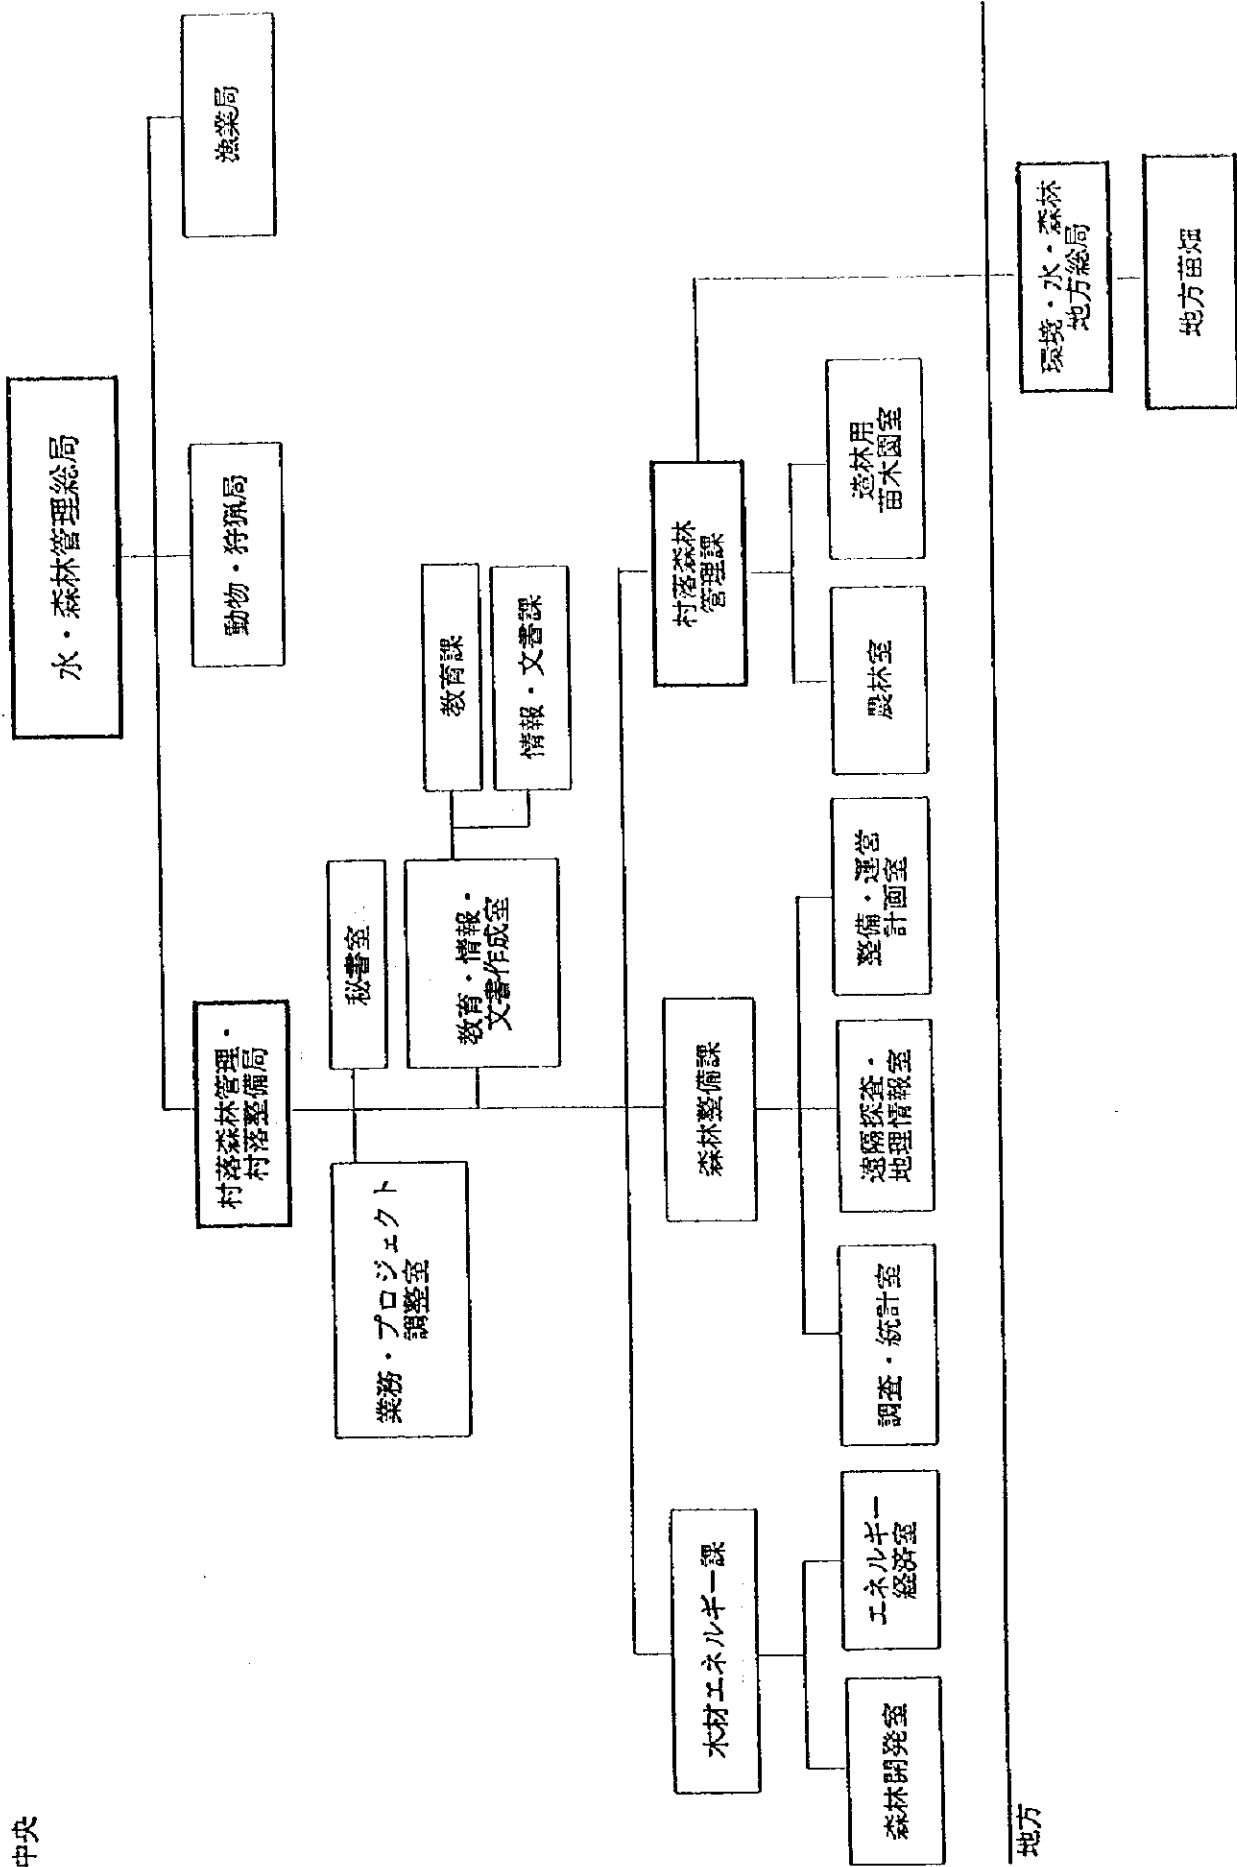 中央
水・森林管理総局
村落森林管理・
村落整備局
動物・狩猟局
漁業局
秘書室
業務・プロジェクト
調整室
教育・情報・
文書作成室
教育課
情報・文書課
木材エネルギー課
森林整備課
村落森林
管理課
森林開発室
エネルギー
経済室
調査・統計室
遠隔探査・
地理情報室
整備・運営
計画室
農林室
造林用
苗木園室
地方
環境・水・森林
地方総局
地方苗畑